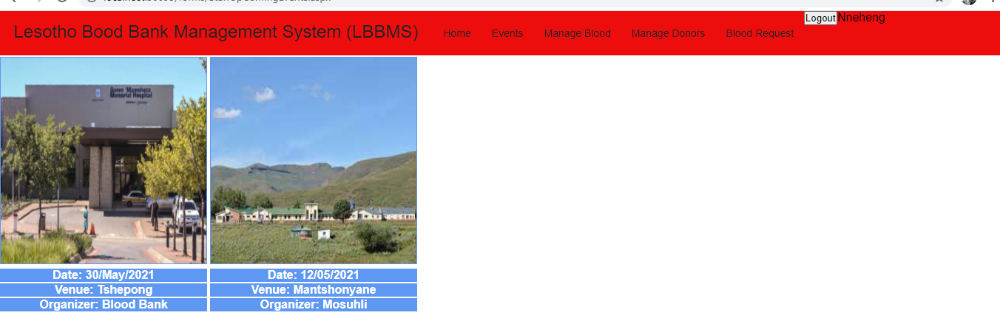 Lesotho Bood Bank Management System (LBBMS)
Home
Events
Manage Blood
Manage Donors
Blood Request
Logout Nneheng
Queen 'Mamohato
Memorial Hospital
Date: 30/May/2021
Venue: Tshepong
Organizer: Blood Bank
Date: 12/05/2021
Venue: Mantshonyane
Organizer: Mosuhli